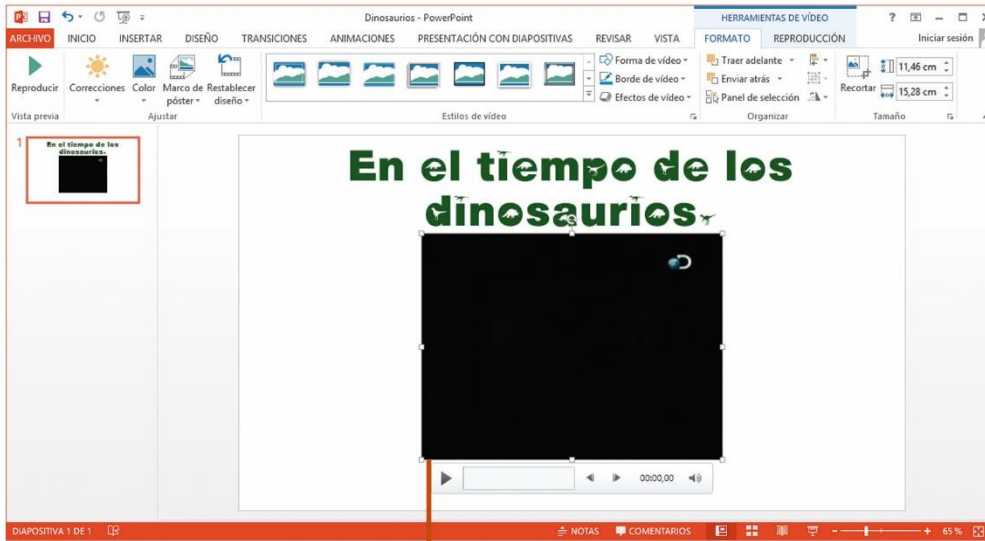 Dinosaurios - PowerPoint
HERRAMIENTAS DE VÍDEO
?
ARCHIVO INICIO INSERTAR DISEÑO TRANSICIONES ANIMACIONES PRESENTACIÓN CON DIAPOSITIVAS REVISAR VISTA FORMATO REPRODUCCIÓN Iniciar sesión
Reproducir
Vista previa
Correcciones
Color
Marco de póster
Restablecer diseño
Ajustar
Estilos de vídeo
Forma de vídeo
Borde de vídeo
Efectos de vídeo
Traer adelante
Enviar atrás
Panel de selección
Organizar
Recortar
11,46 cm
15,28 cm
Tamaño
1
En el tiempo de los
dinosaurios.
En el tiempo de los
dinosaurios.
00:00,00
DIAPOSITIVA 1 DE 1 NOTAS COMENTARIOS 65 %